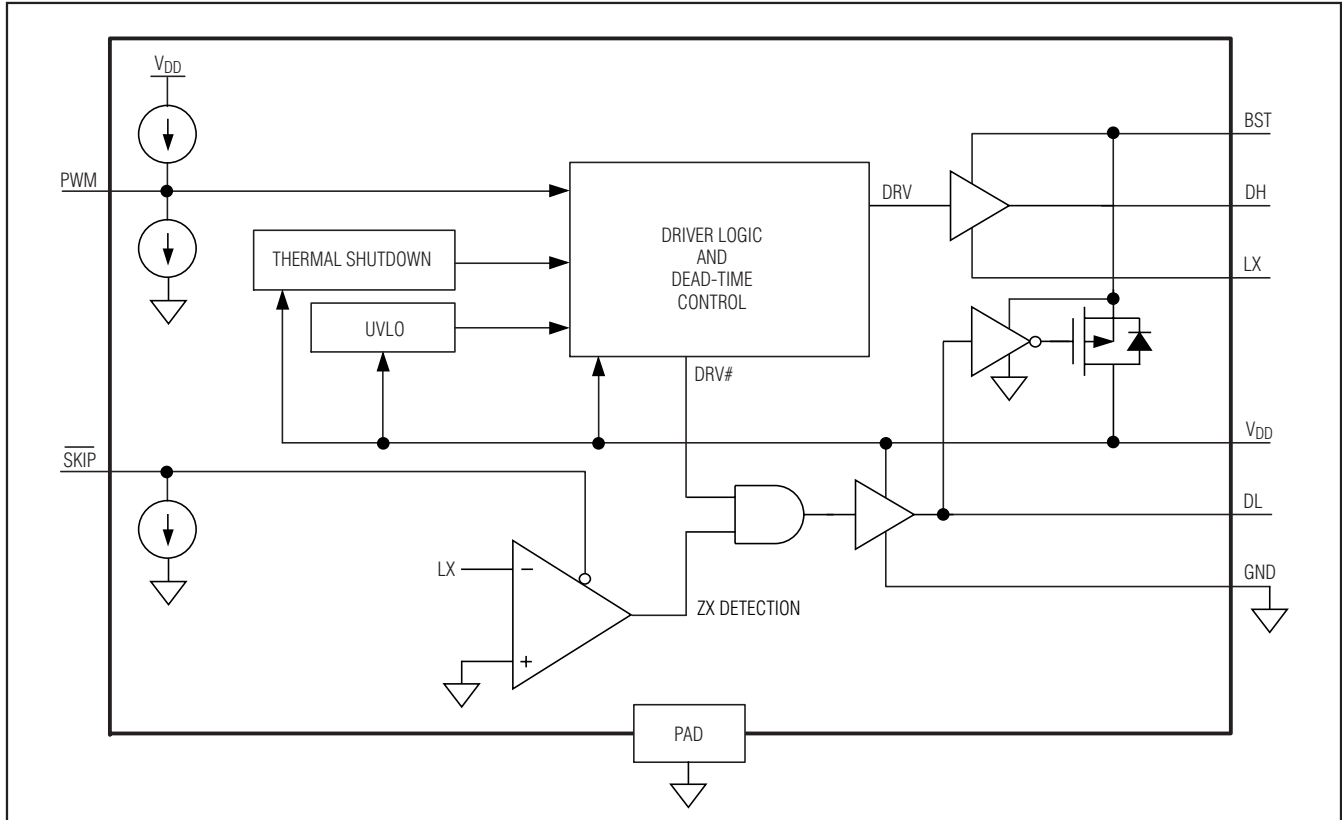 VDD
BST
PWM
DRV
DH
DRIVER LOGIC
AND
DEAD-TIME
CONTROL
THERMAL SHUTDOWN
LX
UVLO
DRV#
VDD
SKIP
DL
LX
−
ZX DETECTION
GND
+
PAD